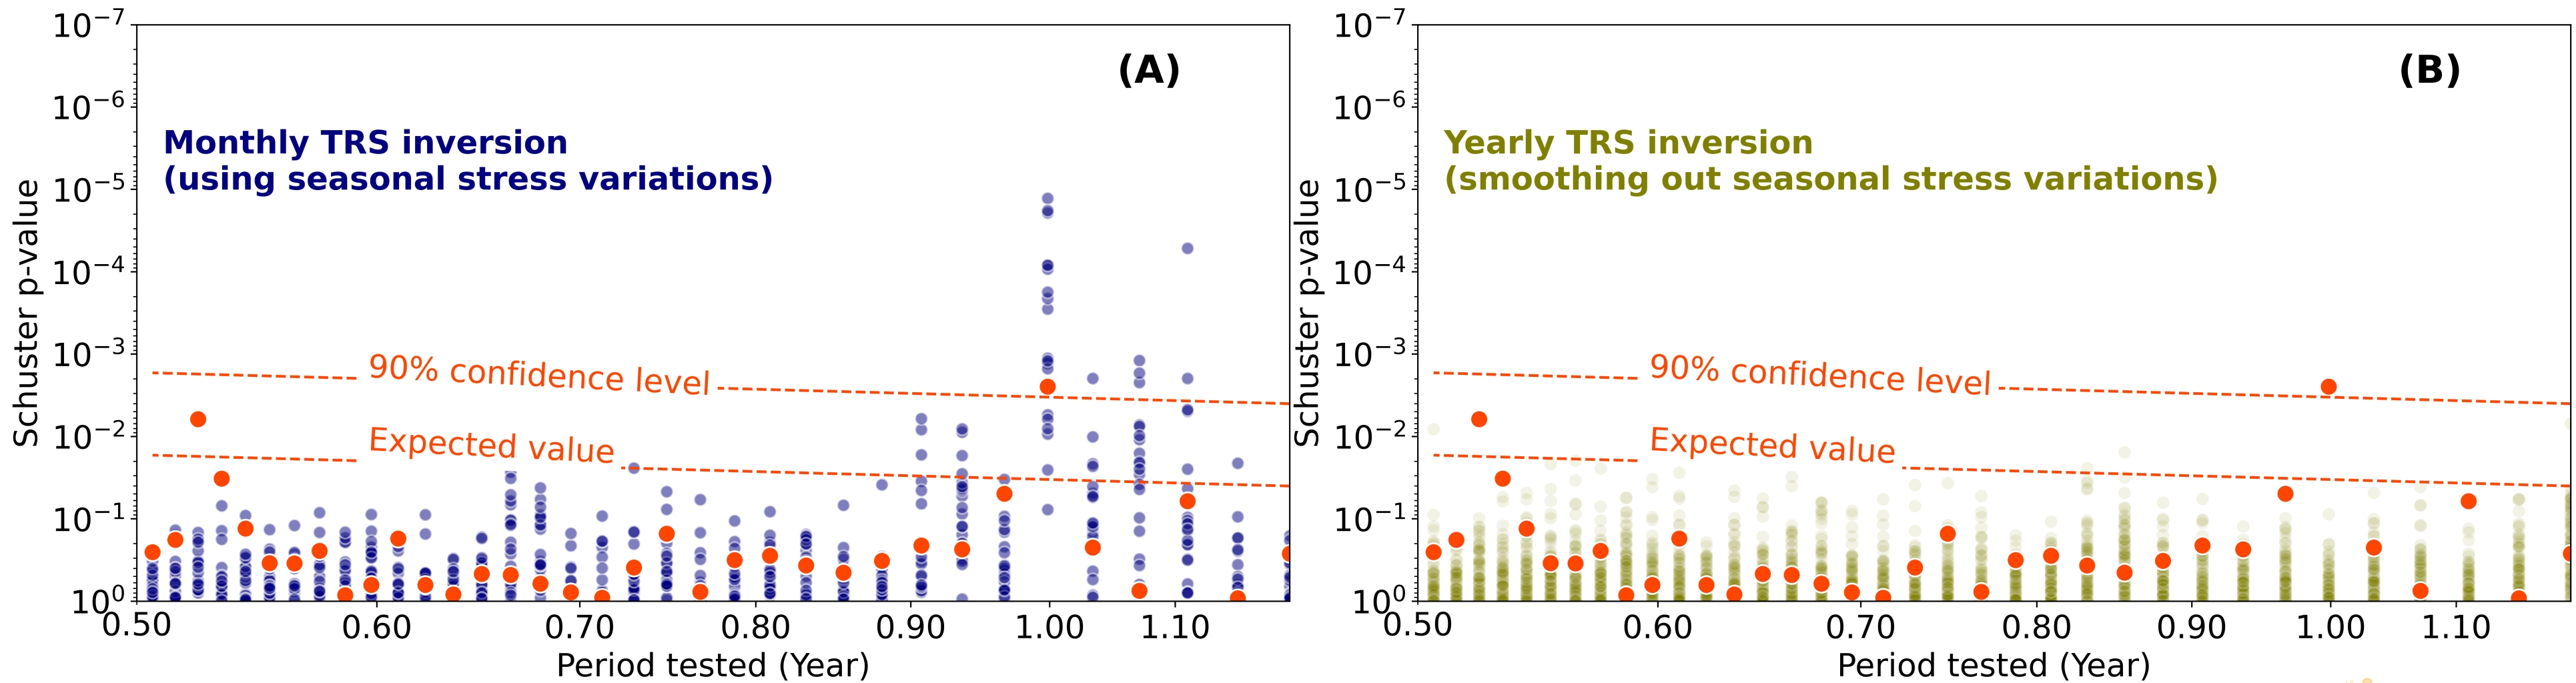 (A)
Monthly TRS inversion
(using seasonal stress variations)
90% confidence level
Expected value
Schuster p-value
10⁻⁷
10⁻⁶
10⁻⁵
10⁻⁴
10⁻³
10⁻²
10⁻¹
10⁰
0.50 0.60 0.70 0.80 0.90 1.00 1.10
Period tested (Year)
(B)
Yearly TRS inversion
(smoothing out seasonal stress variations)
90% confidence level
Expected value
Schuster p-value
10⁻⁷
10⁻⁶
10⁻⁵
10⁻⁴
10⁻³
10⁻²
10⁻¹
10⁰
0.50 0.60 0.70 0.80 0.90 1.00 1.10
Period tested (Year)